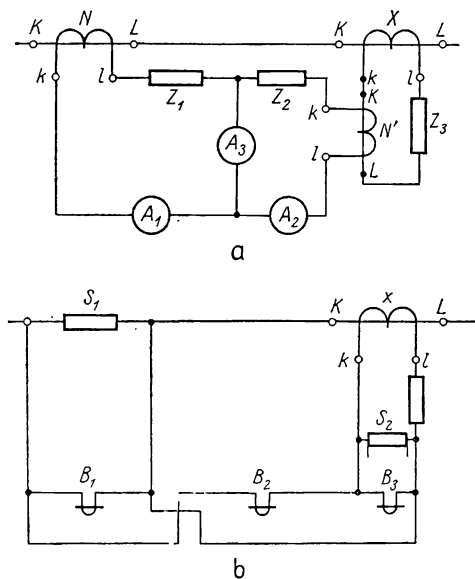 K N L K X L
k l k l
Z₁ Z₂ K Z₃
k N'
A₃
l L
A₁ A₂
a
S₁ K x L
k l
S₂
B₁ B₂ B₃
b